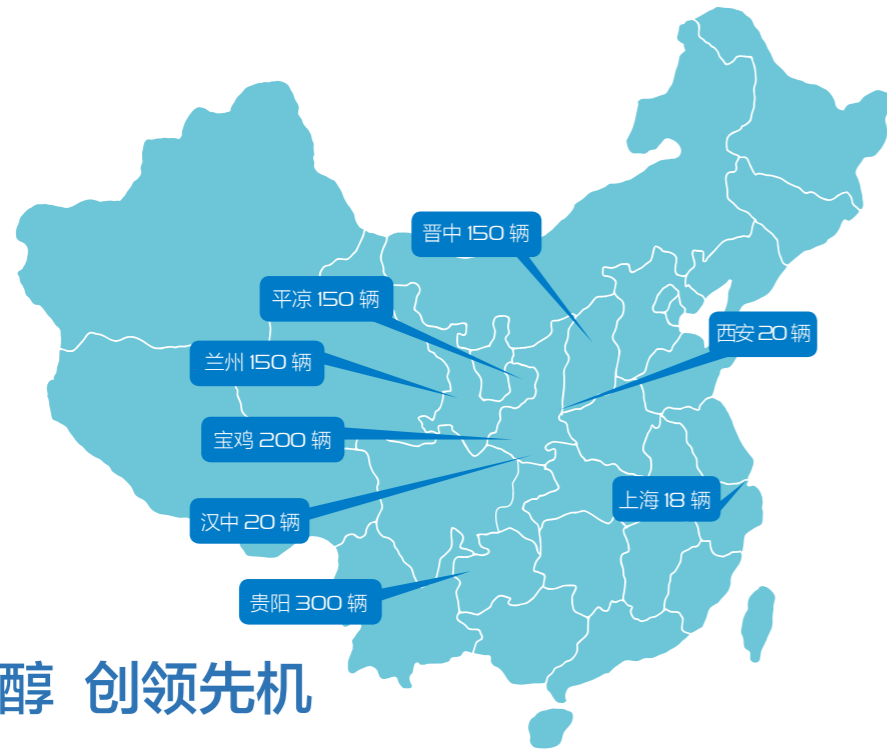 晋中 150 辆
平凉 150 辆
西安 20 辆
兰州 150 辆
宝鸡 200 辆
上海 18 辆
汉中 20 辆
贵阳 300 辆
醇 创领先机